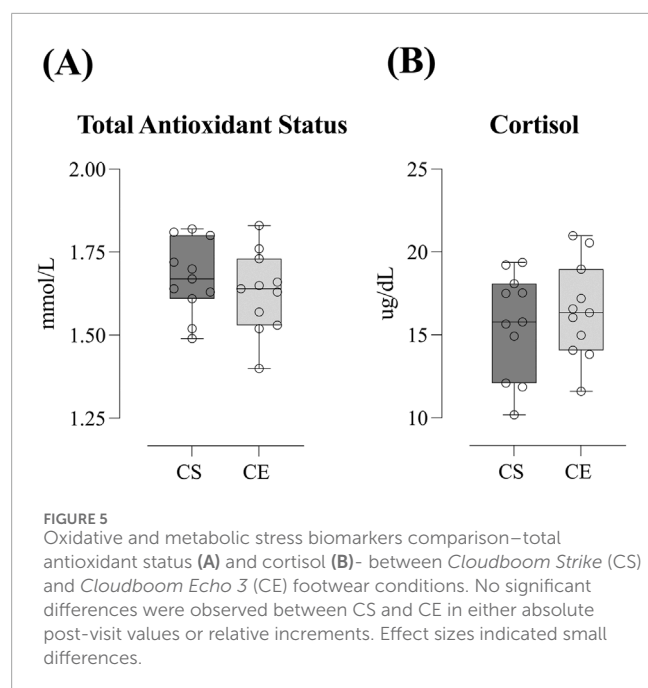 (A)
(B)
Total Antioxidant Status
Cortisol
2.00
1.75
1.50
1.25
mmol/L
CS
CE
25
20
15
10
ug/dL
CS
CE
FIGURE 5
Oxidative and metabolic stress biomarkers comparison–total
antioxidant status (A) and cortisol (B)- between Cloudboom Strike (CS)
and Cloudboom Echo 3 (CE) footwear conditions. No significant
differences were observed between CS and CE in either absolute
post-visit values or relative increments. Effect sizes indicated small
differences.